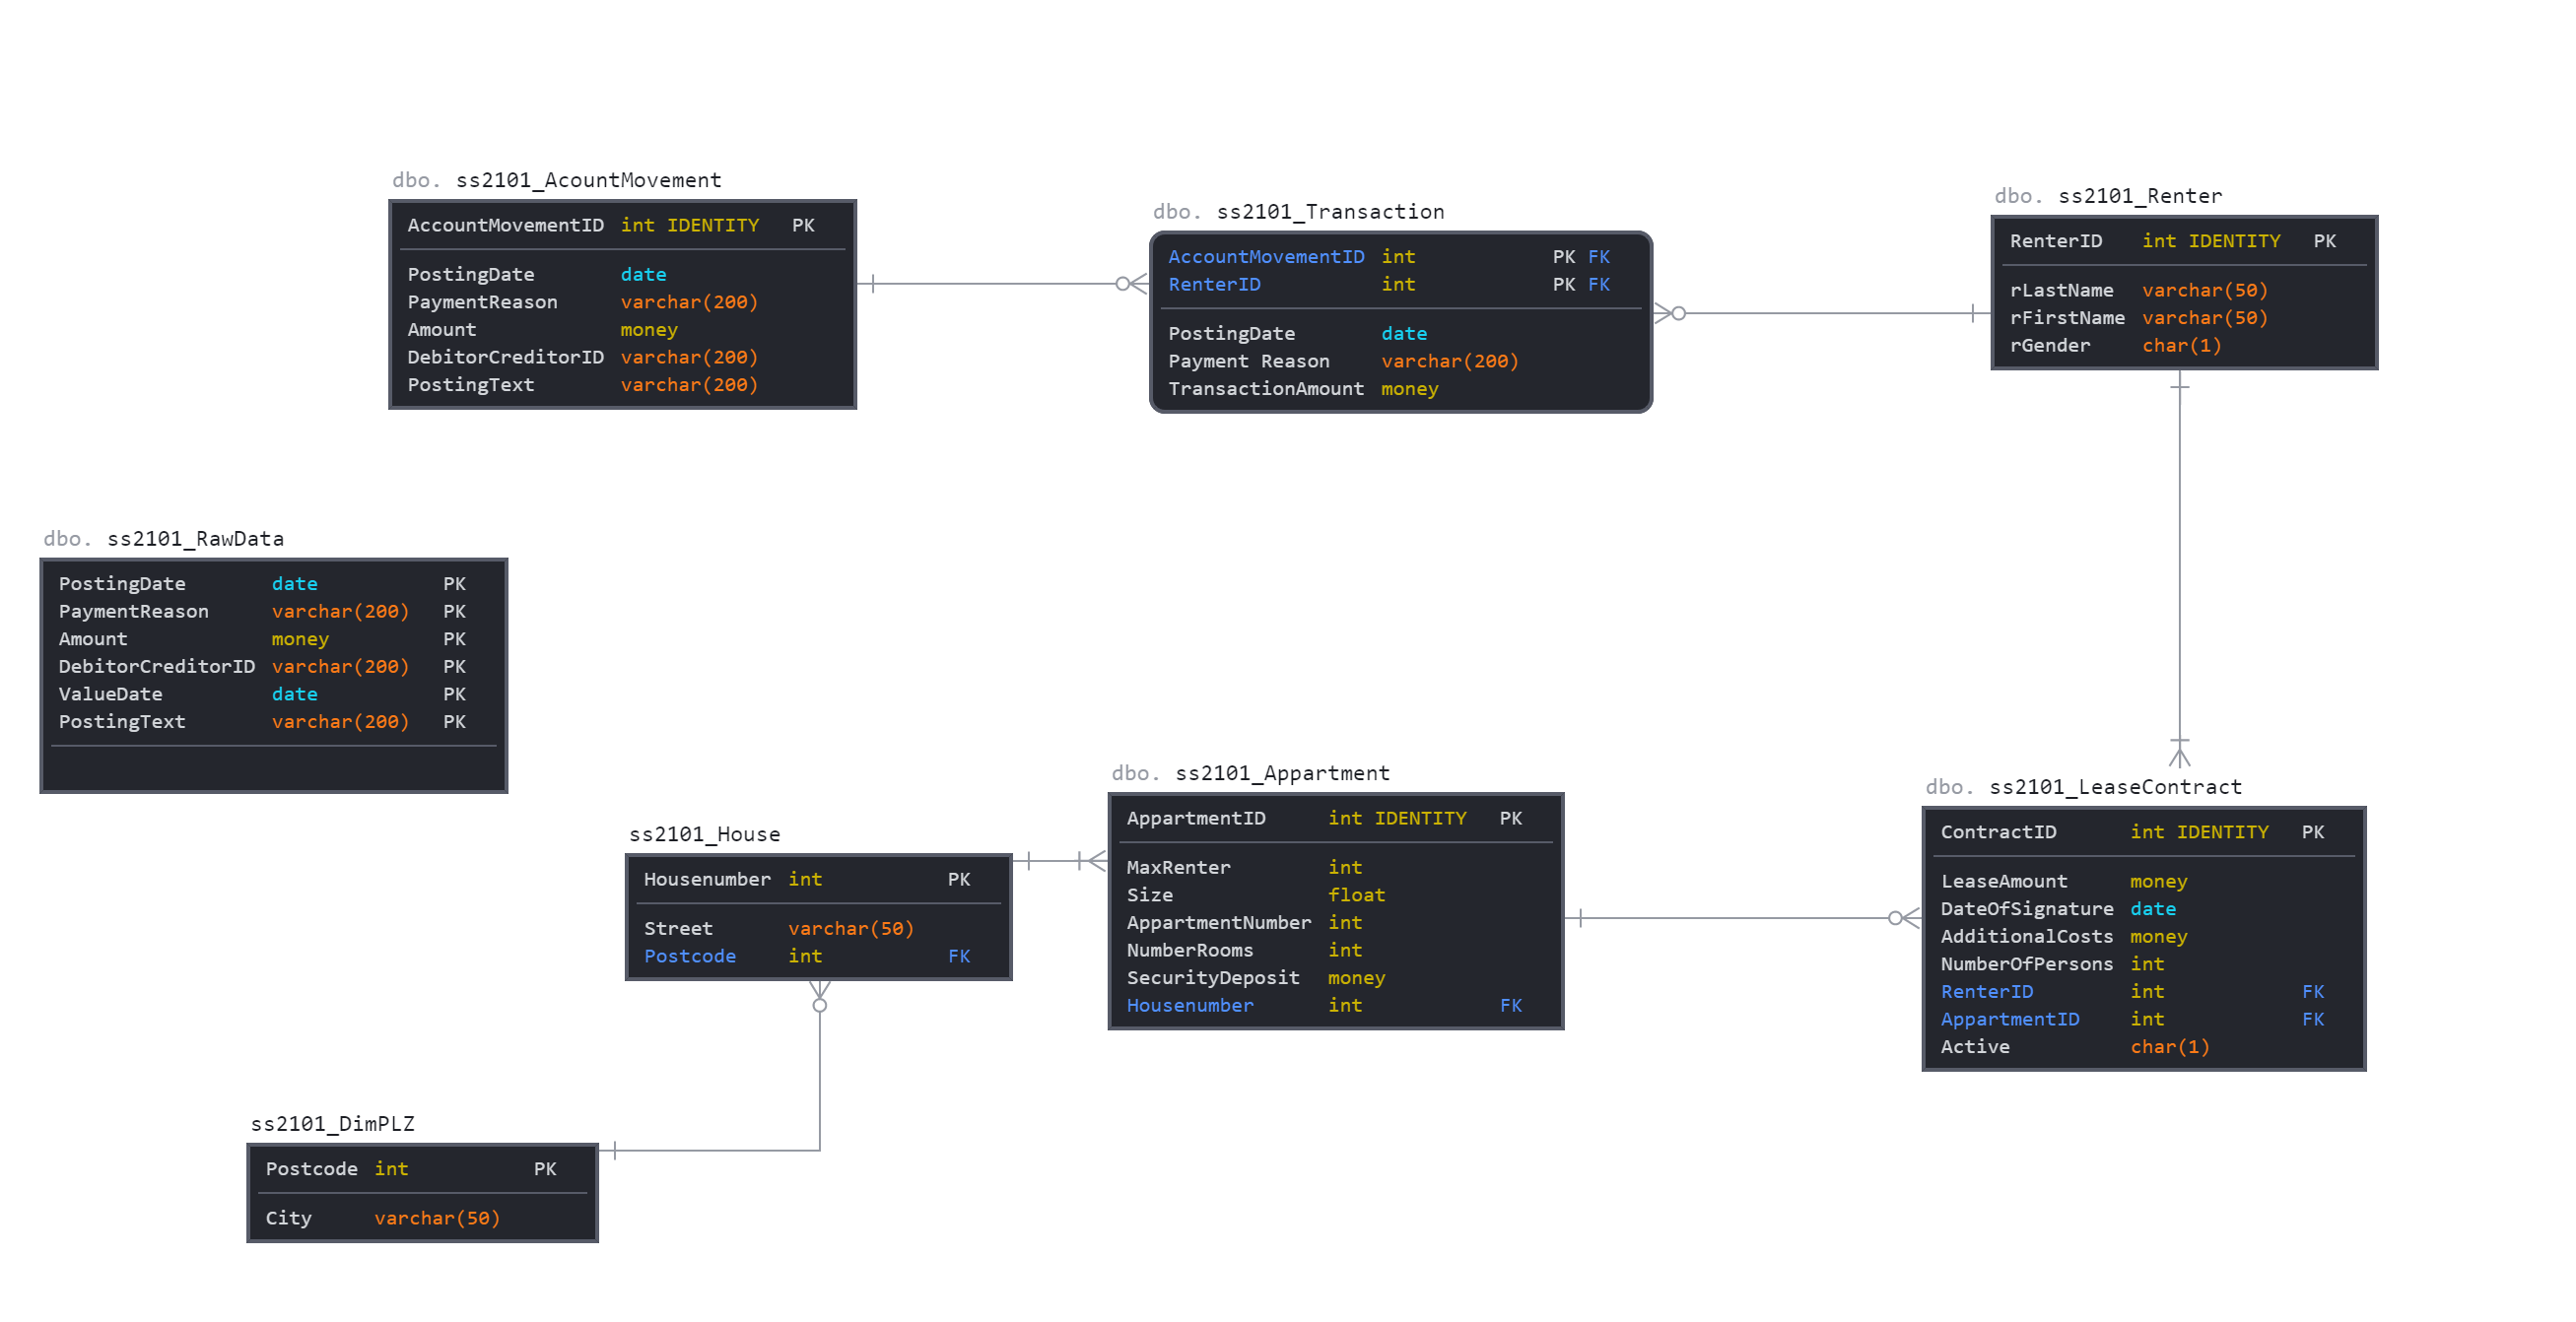 dbo. ss2101_AcountMovement
AccountMovementID int IDENTITY PK
PostingDate date
PaymentReason varchar(200)
Amount money
DebitorCreditorID varchar(200)
PostingText varchar(200)
dbo. ss2101_Transaction
AccountMovementID int PK FK
RenterID int PK FK
PostingDate date
Payment Reason varchar(200)
TransactionAmount money
dbo. ss2101_Renter
RenterID int IDENTITY PK
rLastName varchar(50)
rFirstName varchar(50)
rGender char(1)
dbo. ss2101_RawData
PostingDate date PK
PaymentReason varchar(200) PK
Amount money PK
DebitorCreditorID varchar(200) PK
ValueDate date PK
PostingText varchar(200) PK
ss2101_House
Housenumber int PK
Street varchar(50)
Postcode int FK
dbo. ss2101_Appartment
AppartmentID int IDENTITY PK
MaxRenter int
Size float
AppartmentNumber int
NumberRooms int
SecurityDeposit money
Housenumber int FK
dbo. ss2101_LeaseContract
ContractID int IDENTITY PK
LeaseAmount money
DateOfSignature date
AdditionalCosts money
NumberOfPersons int
RenterID int FK
AppartmentID int FK
Active char(1)
ss2101_DimPLZ
Postcode int PK
City varchar(50)